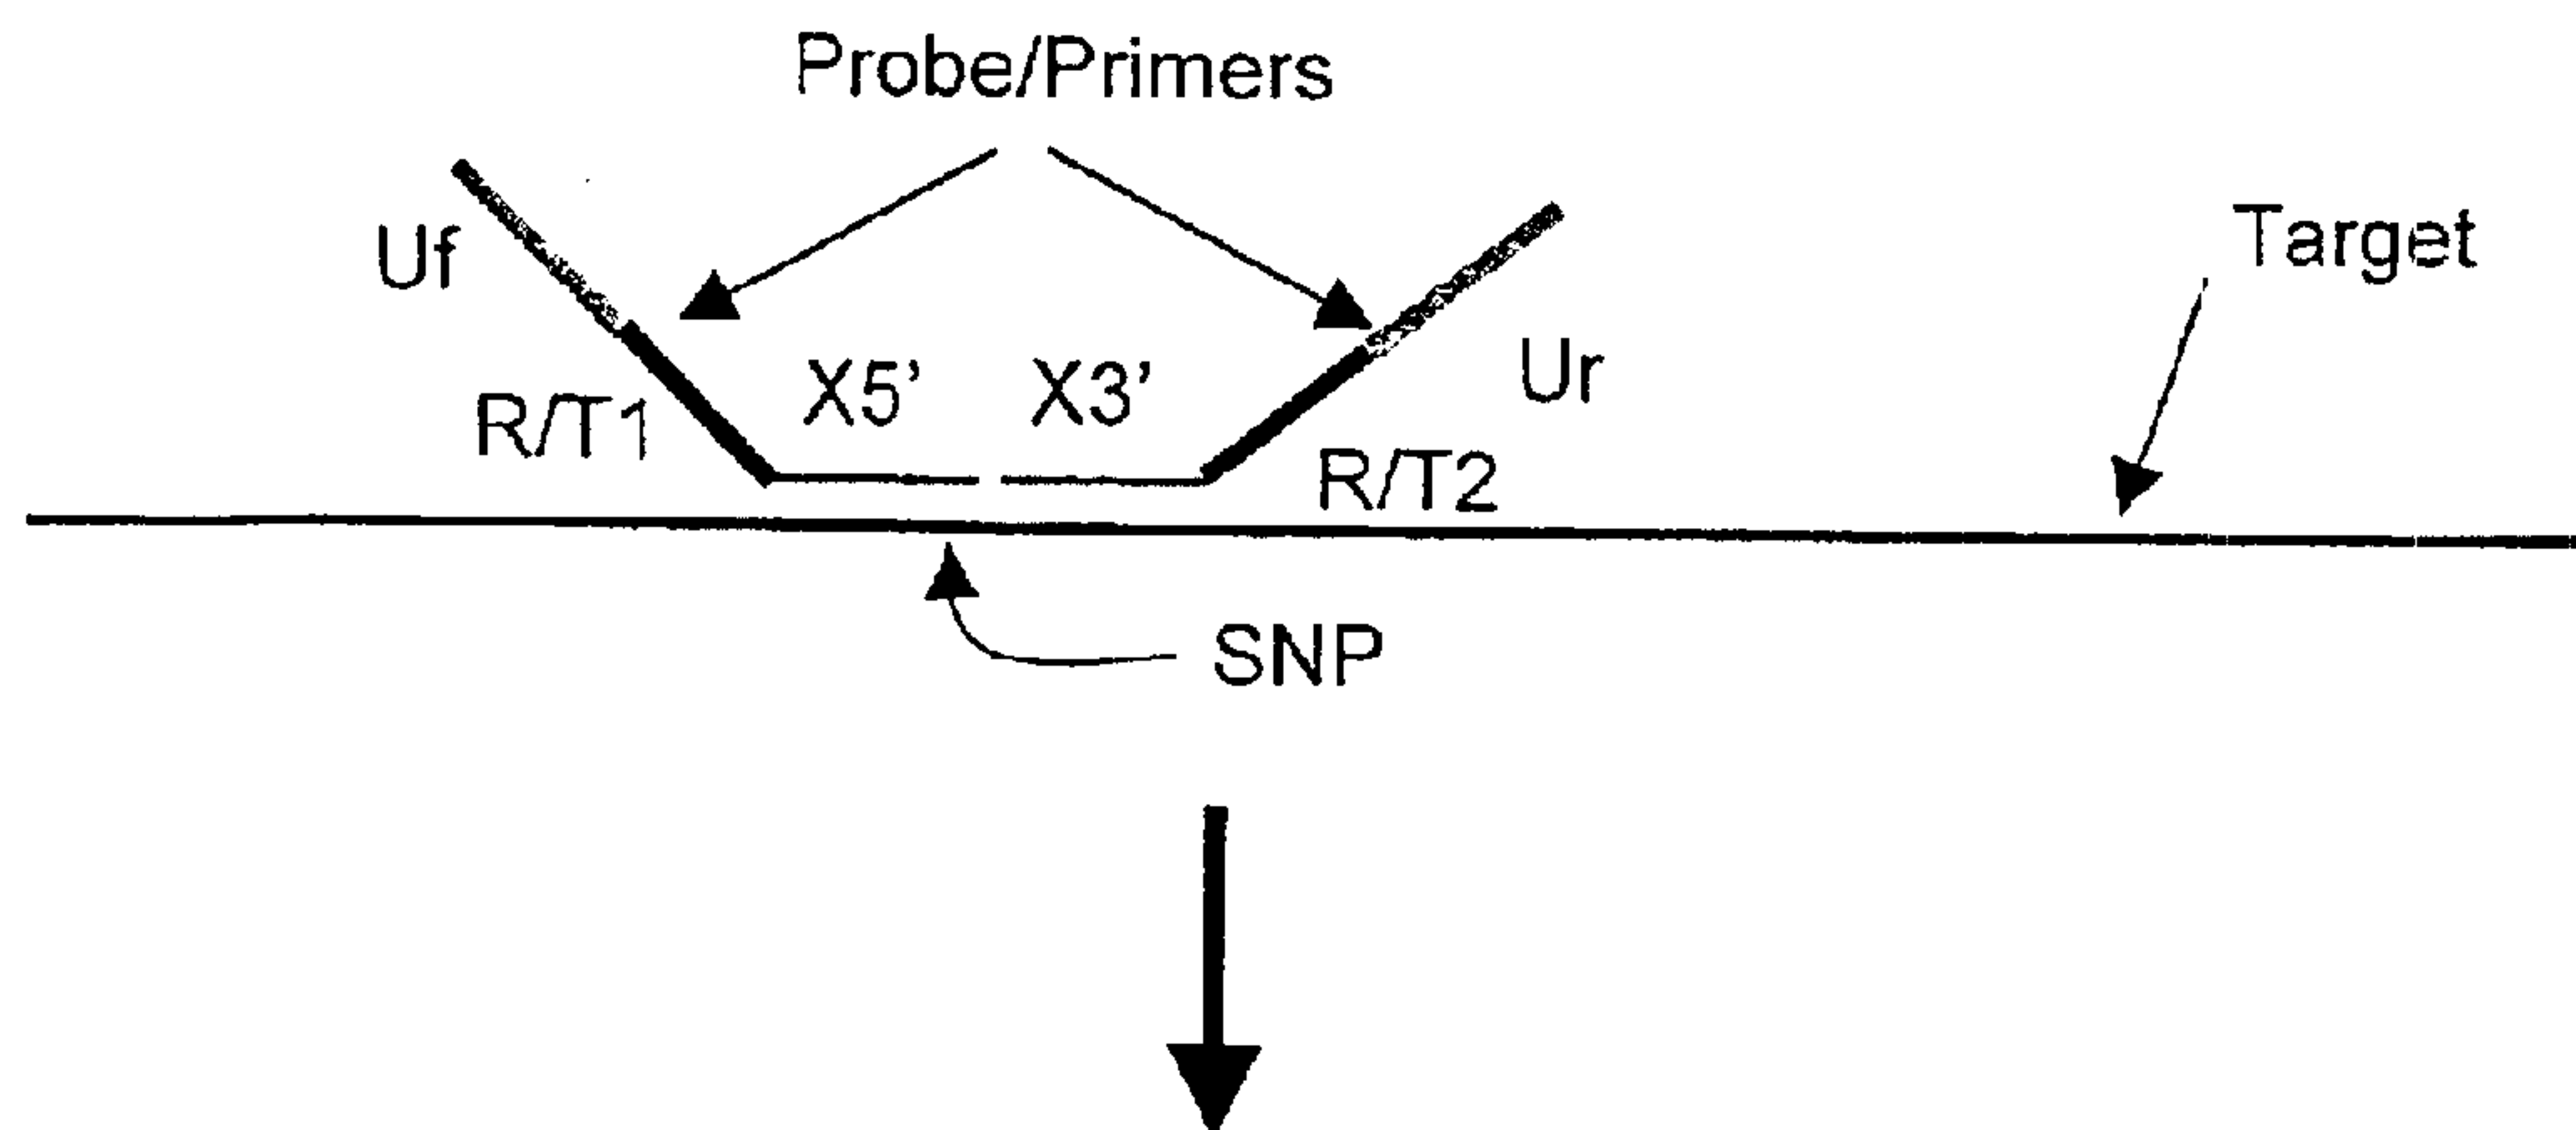 Probe/Primers
Uf
Target
X5’ X3’
Ur
R/T1
R/T2
SNP